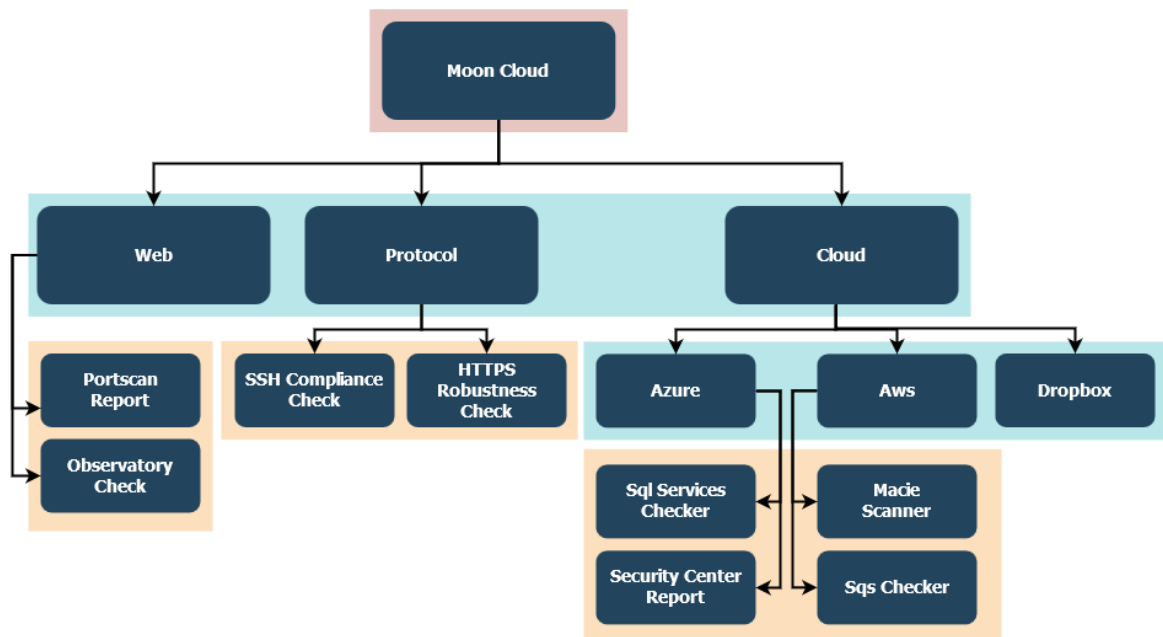 Moon Cloud
Web
Protocol
Cloud
Portscan
Report
Observatory
Check
SSH Compliance
Check
HTTPS
Robustness
Check
Azure
Aws
Dropbox
Sql Services
Checker
Security Center
Report
Macie
Scanner
Sqs Checker